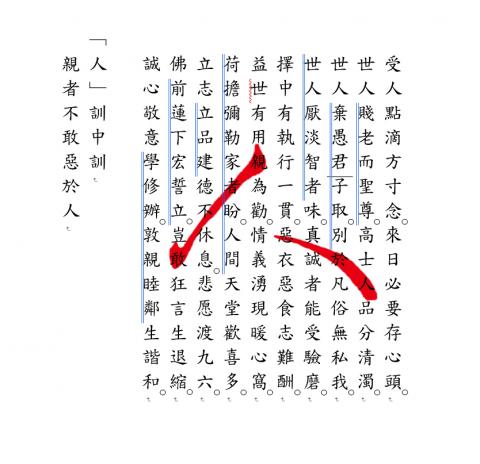 受人點滴方寸念。來日必要存心頭。
世人賤老而聖尊。高士人品分清濁。
世人棄愚君子取。別於凡俗無私我。
世人厭淡智者味。真誠者能受驗磨。
擇中有執行一貫。惡衣惡食志難酬。
益世有用親為勸。情義湧現暖心窩。
荷擔彌勒家者盼。人間天堂歡喜多。
立志立品建德不休息。悲愿渡九六
佛前蓮下宏誓立。豈敢狂言生退縮。
誠心敬意學修辦。敦親睦鄰生諧和。
「人」訓中訓
親者不敢惡於人